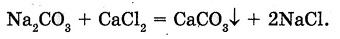 Na₂CO₃ + CaCl₂ = CaCO₃↓ + 2NaCl.